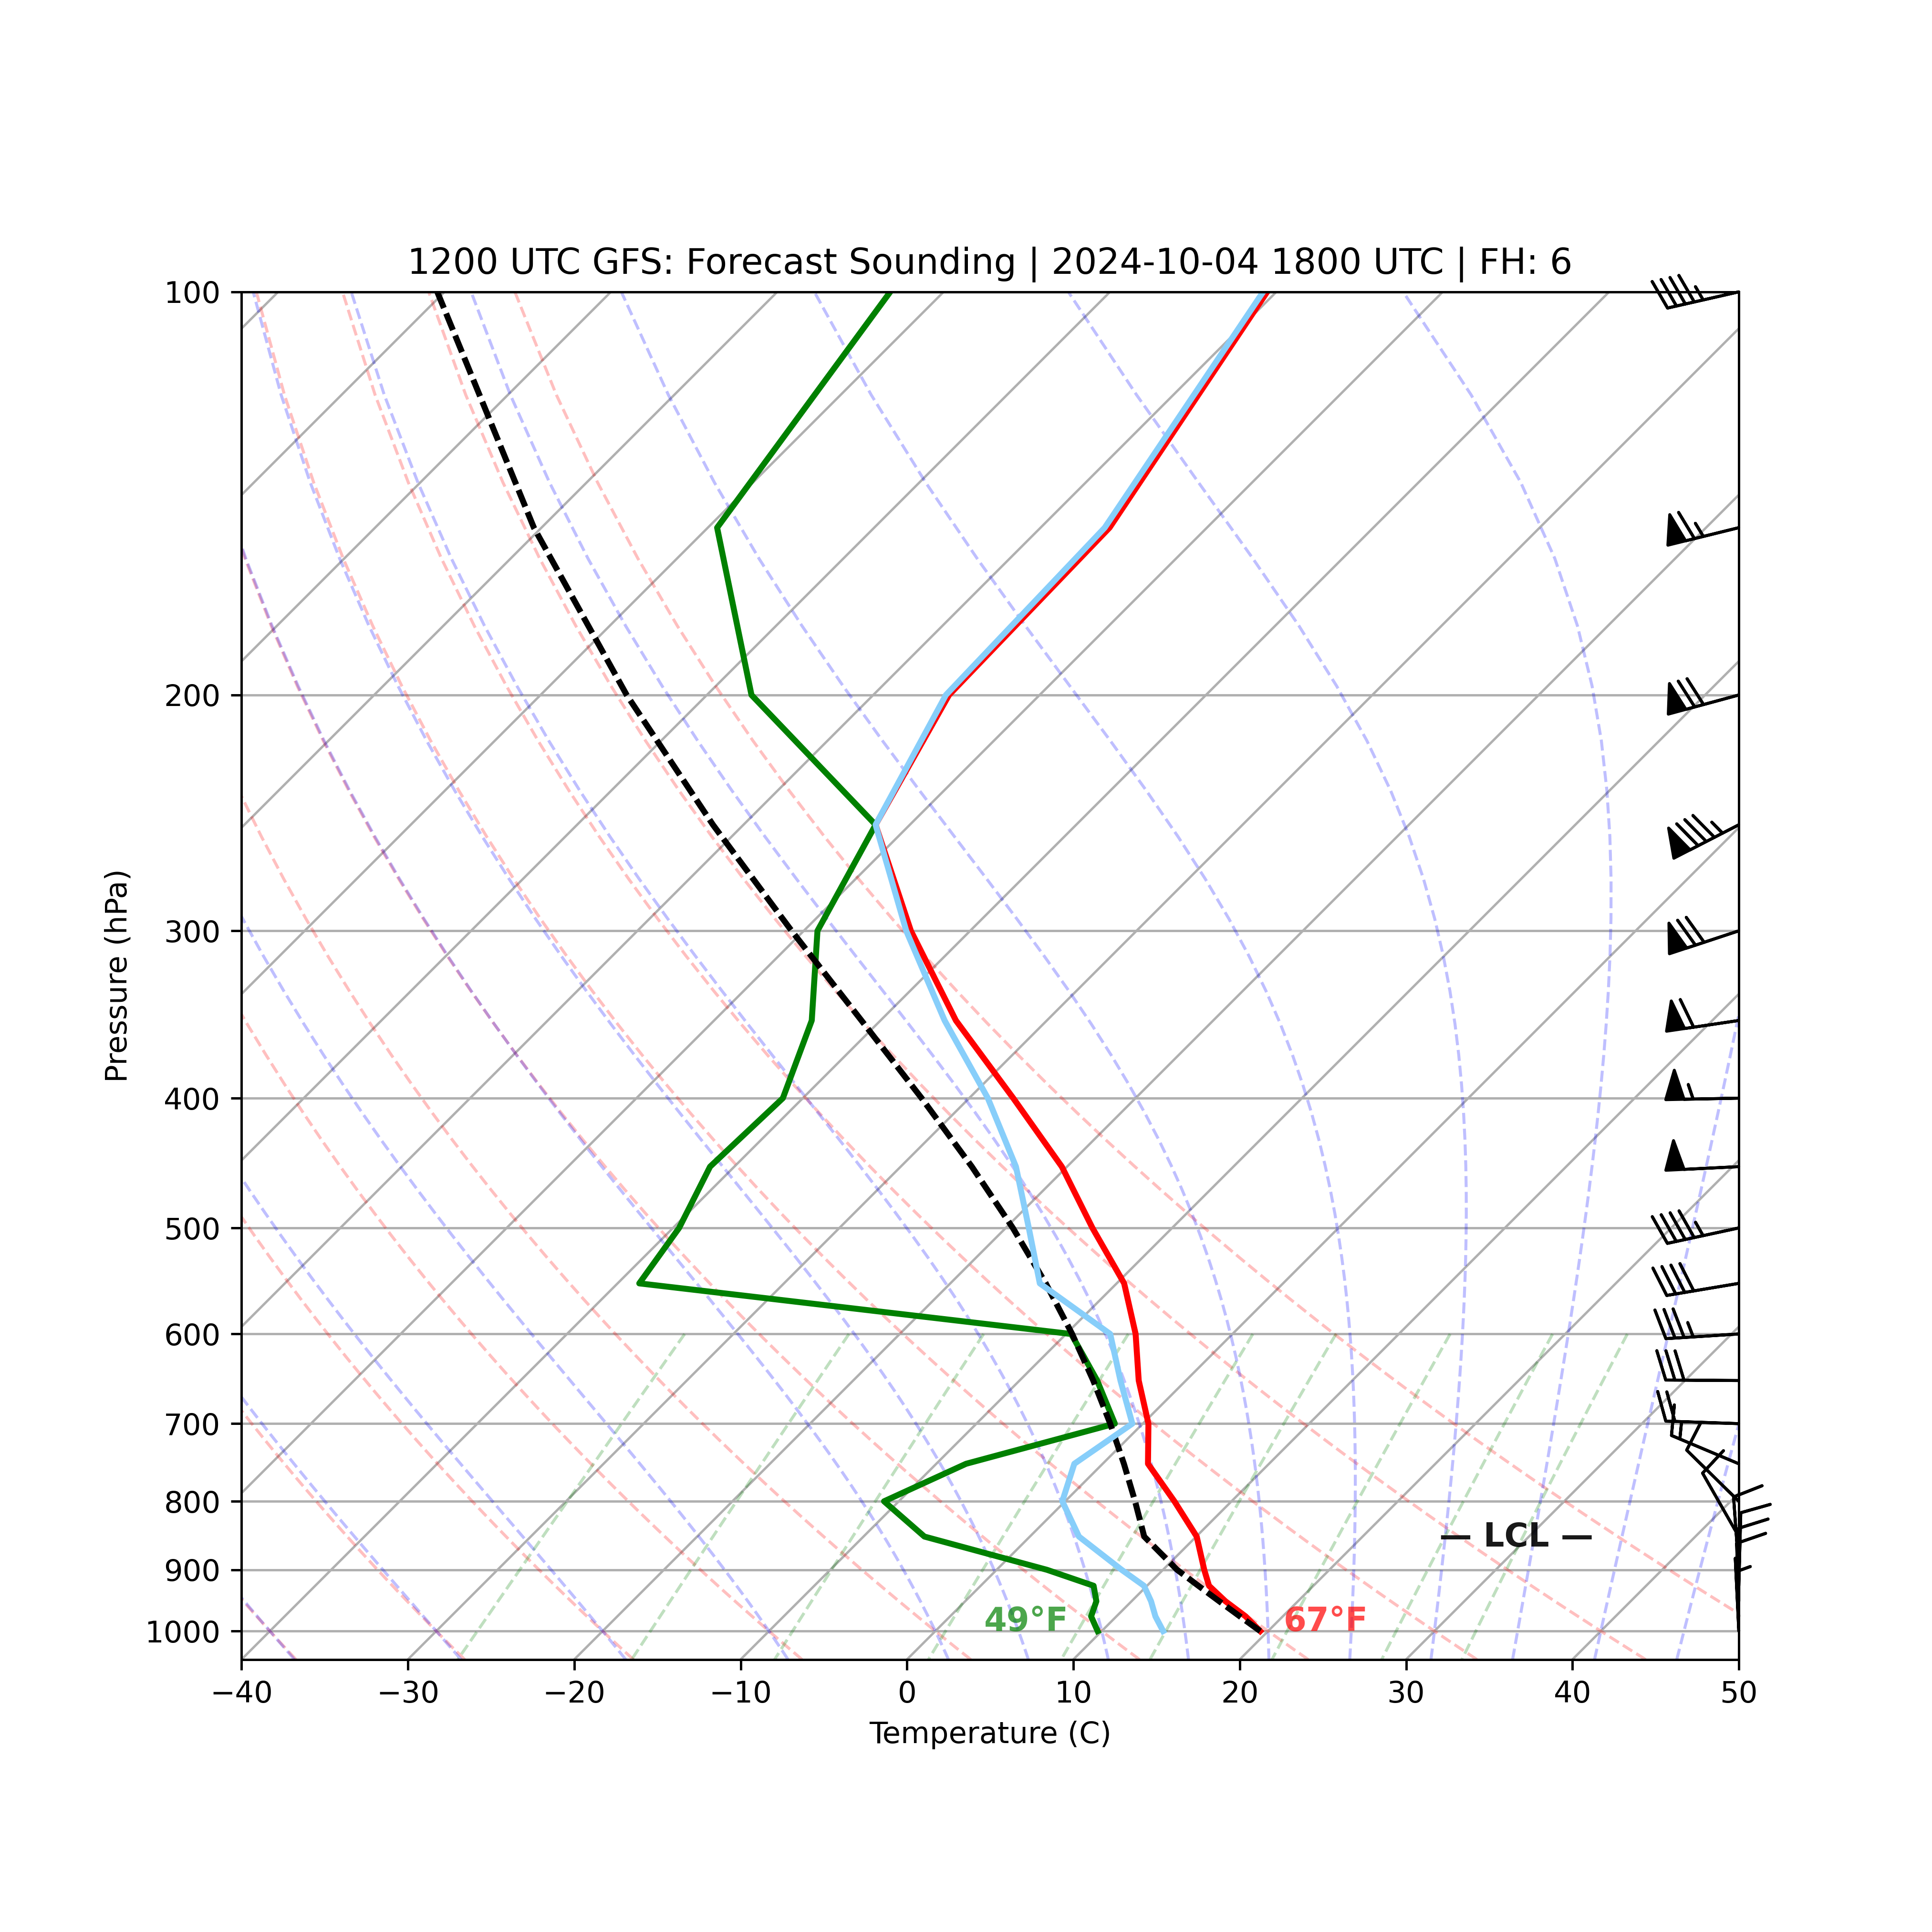 1200 UTC GFS: Forecast Sounding | 2024-10-04 1800 UTC | FH: 6
100
200
300
400
500
600
700
800
900
1000
Pressure (hPa)
— LCL —
49°F
67°F
−40 −30 −20 −10 0 10 20 30 40 50
Temperature (C)